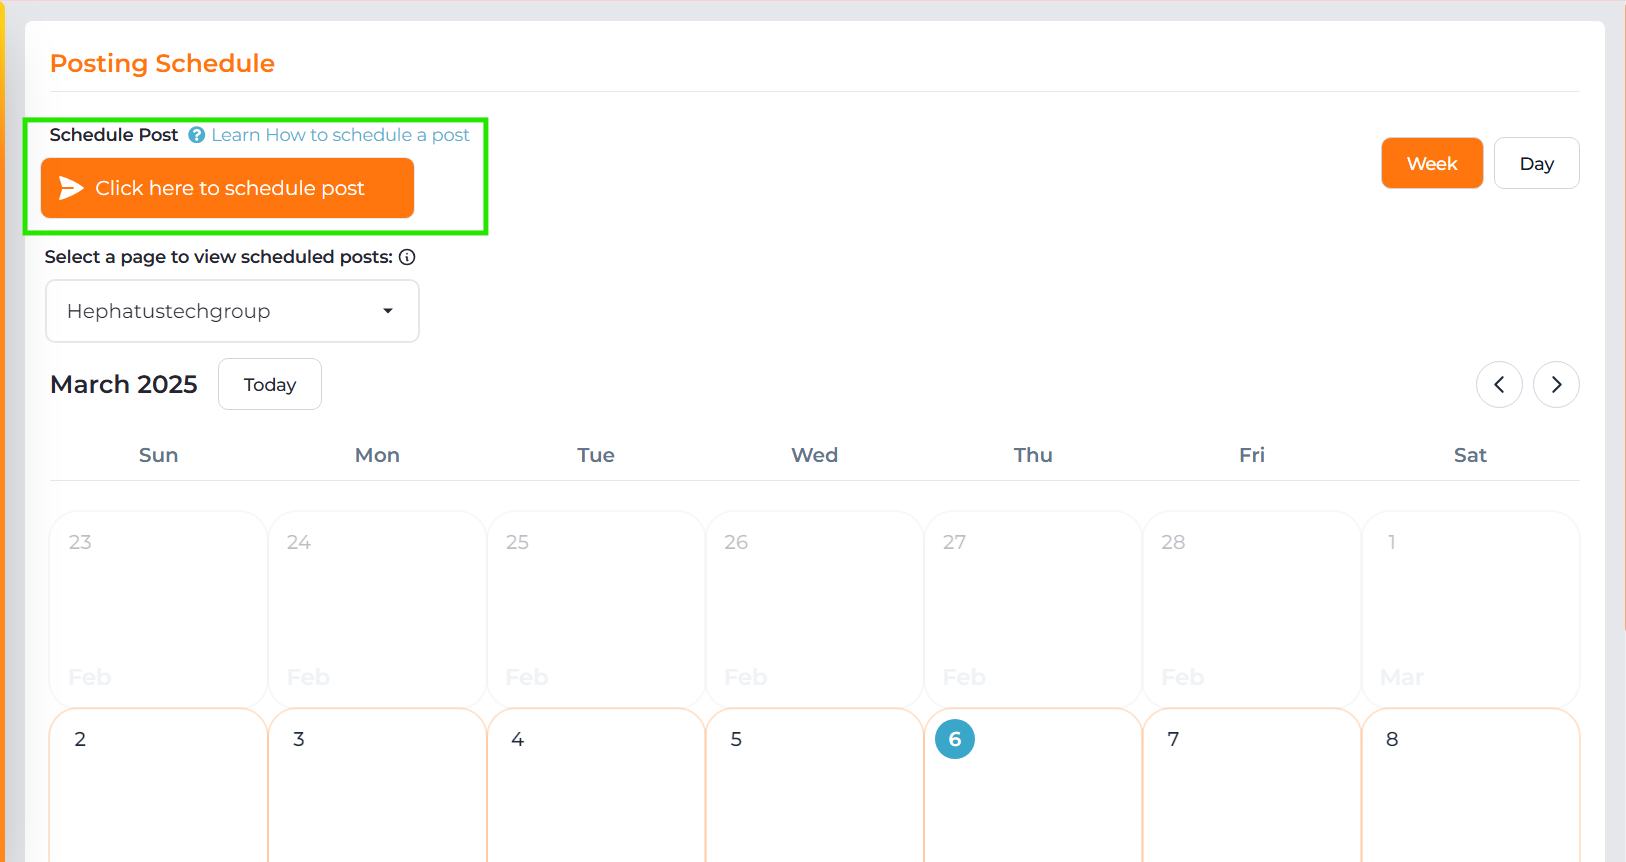 Posting Schedule
Schedule Post ? Learn How to schedule a post
Click here to schedule post
Week Day
Select a page to view scheduled posts:
Hephatustechgroup
March 2025 Today
Sun Mon Tue Wed Thu Fri Sat
23 24 25 26 27 28 1
Feb Feb Feb Feb Feb Feb Mar
2 3 4 5 6 7 8